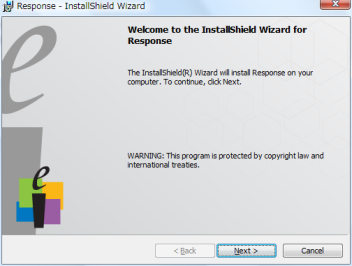 Response - InstallShield Wizard
Welcome to the InstallShield Wizard for
Response
The InstallShield(R) Wizard will install Response on your
computer. To continue, click Next.
WARNING: This program is protected by copyright law and
international treaties.
< Back
Next >
Cancel